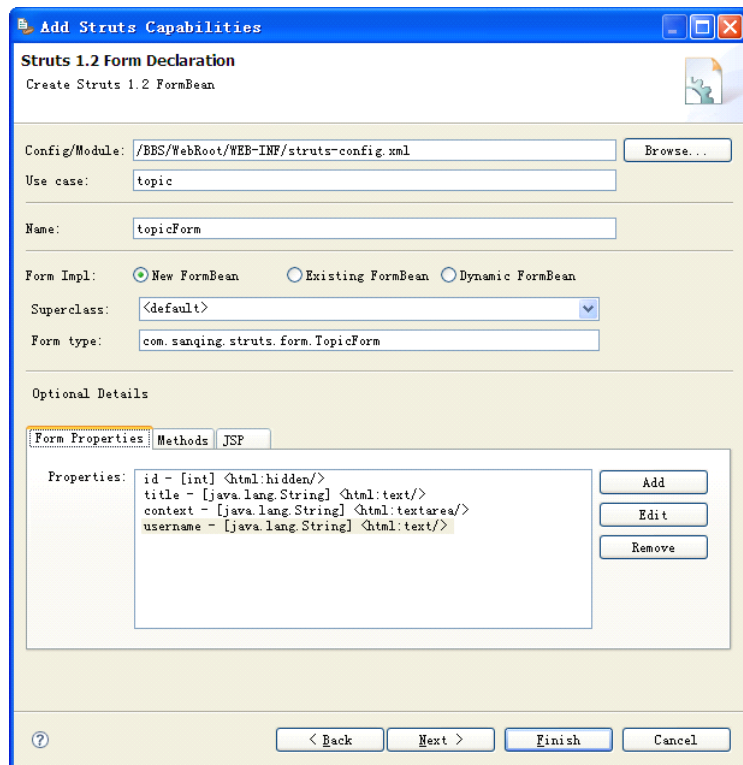 Add Struts Capabilities
Struts 1.2 Form Declaration
Create Struts 1.2 FormBean
Config/Module: /BBS/WebRoot/WEB-INF/struts-config.xml Browse...
Use case: topic
Name: topicForm
Form Impl: New FormBean Existing FormBean Dynamic FormBean
Superclass: <default>
Form type: com.sanqing.struts.form.TopicForm
Optional Details
Form Properties Methods JSP
Properties: id - [int] <html:hidden/> Add
title - [java.lang.String] <html:text/>
context - [java.lang.String] <html:textarea/> Edit
username - [java.lang.String] <html:text/>
Remove
? < Back Next > Finish Cancel